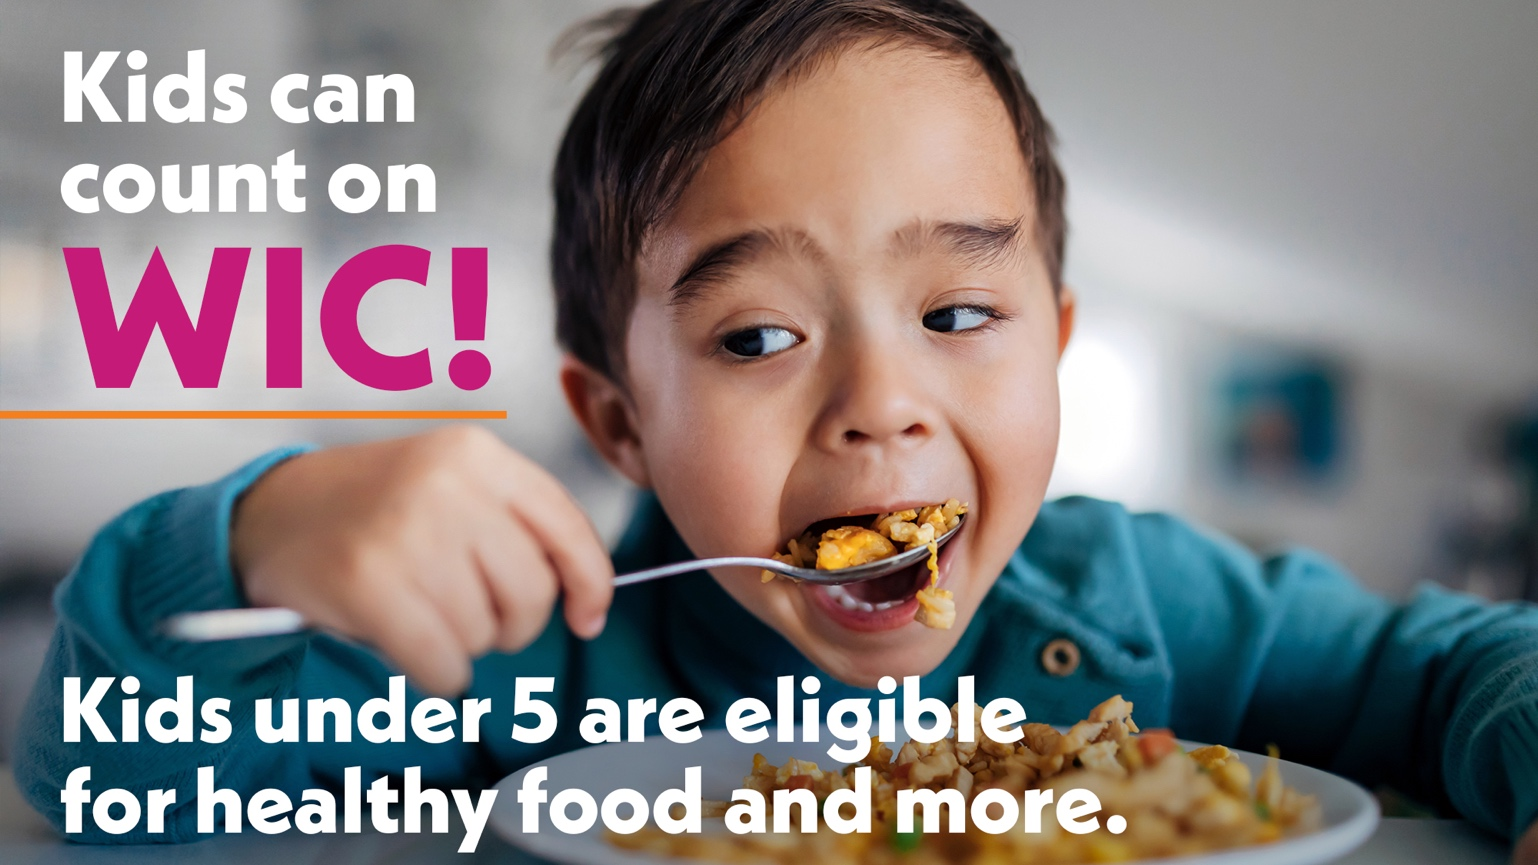 Kids can
count on
WIC!
Kids under 5 are eligible
for healthy food and more.